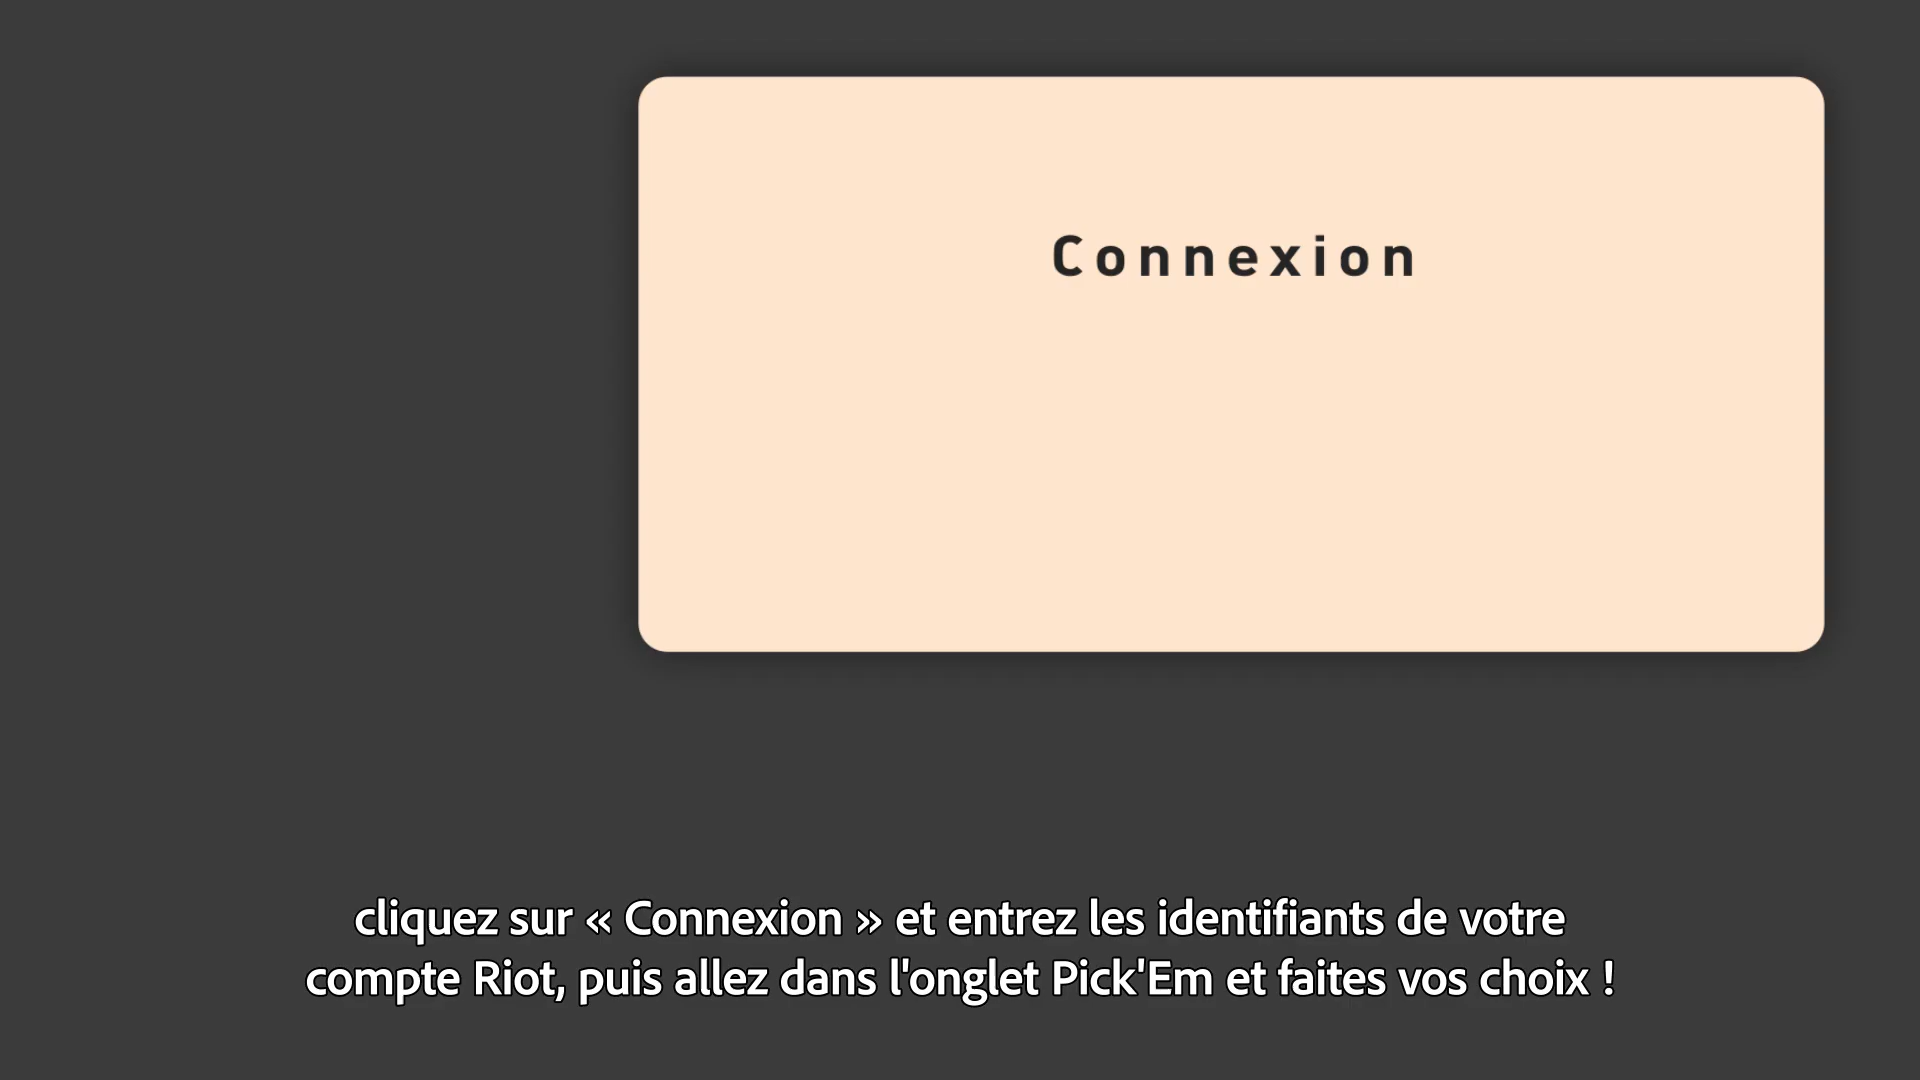 Connexion
cliquez sur « Connexion » et entrez les identifiants de votre
compte Riot, puis allez dans l'onglet Pick'Em et faites vos choix !